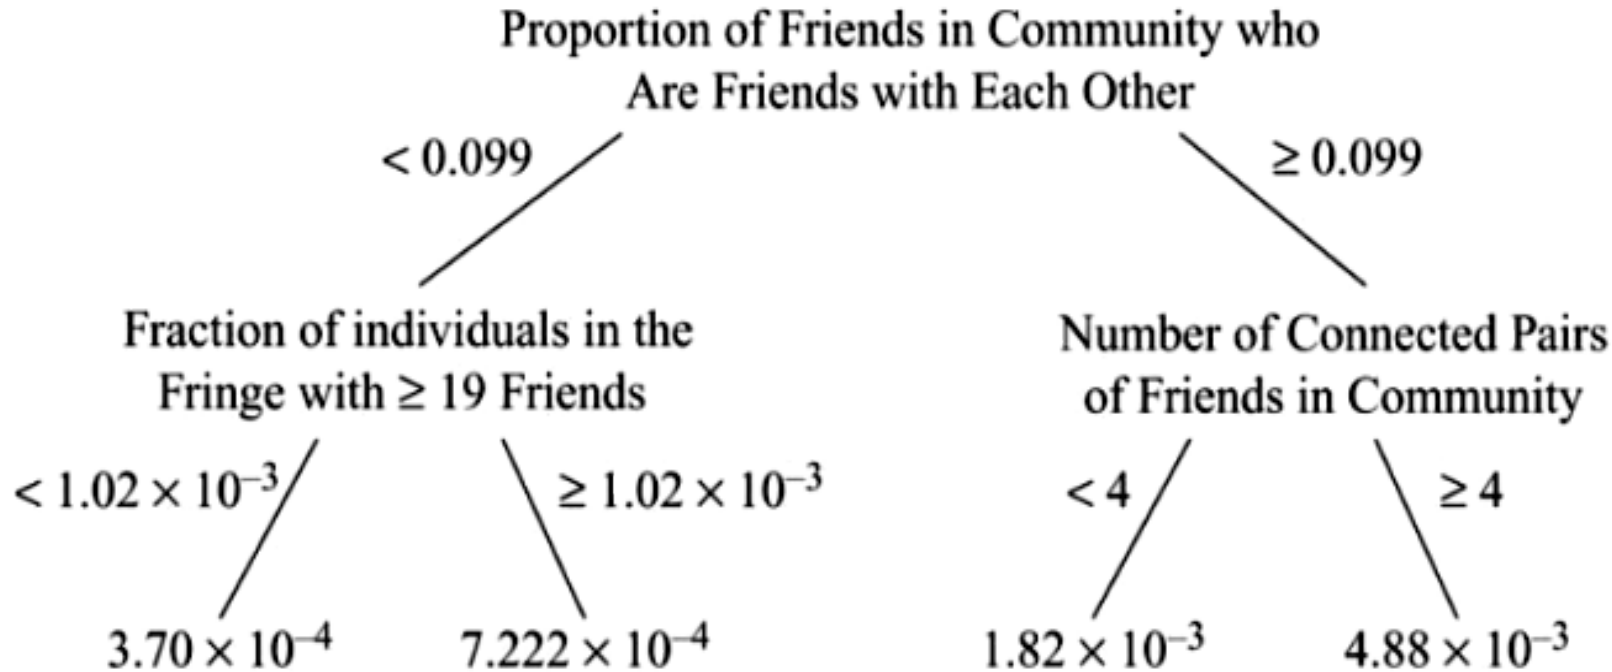 Proportion of Friends in Community who
Are Friends with Each Other
< 0.099
≥ 0.099
Fraction of individuals in the
Fringe with ≥ 19 Friends
Number of Connected Pairs
of Friends in Community
< 1.02 × 10⁻³
≥ 1.02 × 10⁻³
< 4
≥ 4
3.70 × 10⁻⁴
7.222 × 10⁻⁴
1.82 × 10⁻³
4.88 × 10⁻³